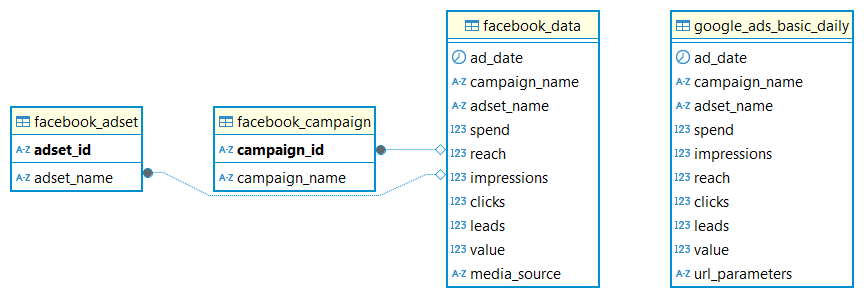 facebook_adset
A-Z adset_id
A-Z adset_name
facebook_campaign
A-Z campaign_id
A-Z campaign_name
facebook_data
ad_date
A-Z campaign_name
A-Z adset_name
123 spend
123 reach
123 impressions
123 clicks
123 leads
123 value
A-Z media_source
google_ads_basic_daily
ad_date
A-Z campaign_name
A-Z adset_name
123 spend
123 impressions
123 reach
123 clicks
123 leads
123 value
A-Z url_parameters